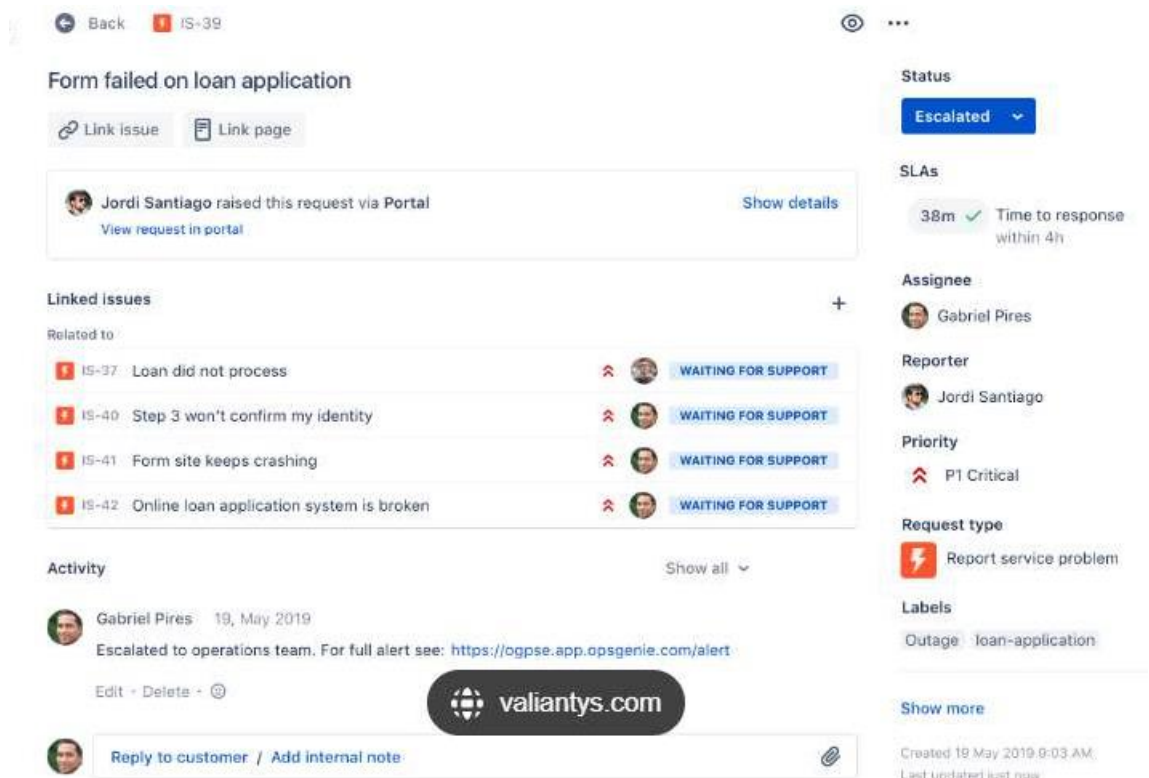 Back IS-39
Form failed on loan application
Link issue Link page
Jordi Santiago raised this request via Portal Show details
View request in portal
Linked issues
Related to
IS-37 Loan did not process WAITING FOR SUPPORT
IS-40 Step 3 won't confirm my identity WAITING FOR SUPPORT
IS-41 Form site keeps crashing WAITING FOR SUPPORT
IS-42 Online loan application system is broken WAITING FOR SUPPORT
Activity Show all
Gabriel Pires 19, May 2019
Escalated to operations team. For full alert see: https://ogpse.app.opsgenie.com/alert
Edit · Delete ·
valiantys.com
Reply to customer / Add internal note
Status
Escalated
SLAs
38m Time to response
within 4h
Assignee
Gabriel Pires
Reporter
Jordi Santiago
Priority
P1 Critical
Request type
Report service problem
Labels
Outage loan-application
Show more
Created 19 May 2019 9:03 AM
Last updated just now